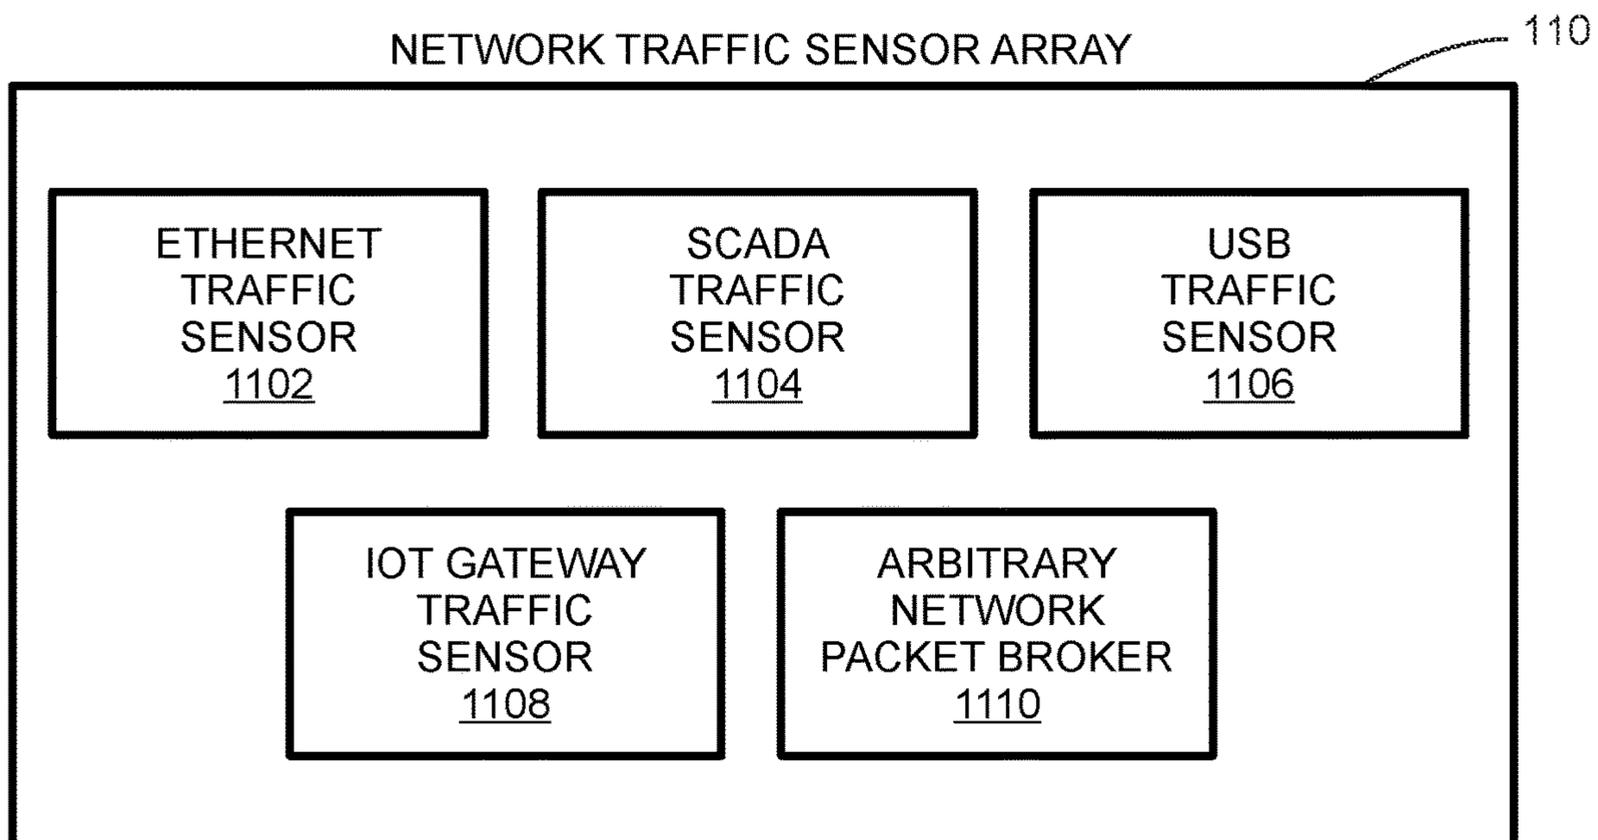 110
NETWORK TRAFFIC SENSOR ARRAY
ETHERNET
TRAFFIC
SENSOR
1102
SCADA
TRAFFIC
SENSOR
1104
USB
TRAFFIC
SENSOR
1106
IOT GATEWAY
TRAFFIC
SENSOR
1108
ARBITRARY
NETWORK
PACKET BROKER
1110